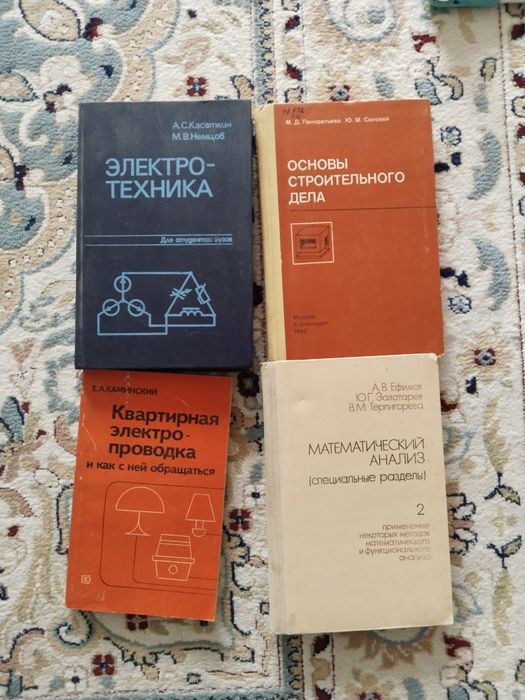 А.С.Касаткин
М.В.Немцов
ЭЛЕКТРО-
ТЕХНИКА
Для студентов вузов
М. Д. Панкратьева, Ю. М. Соловей
ОСНОВЫ
СТРОИТЕЛЬНОГО
ДЕЛА
Москва
Стройиздат
1982
Е.А.КАМИНСКИЙ
Квартирная
электро-
проводка
и как с ней обращаться
А.В. Ефимов
Ю.Г. Золотарев
В.М. Терпигорева
МАТЕМАТИЧЕСКИЙ
АНАЛИЗ
(специальные разделы)
2
применение
некоторых методов
математического
и функционального
анализа